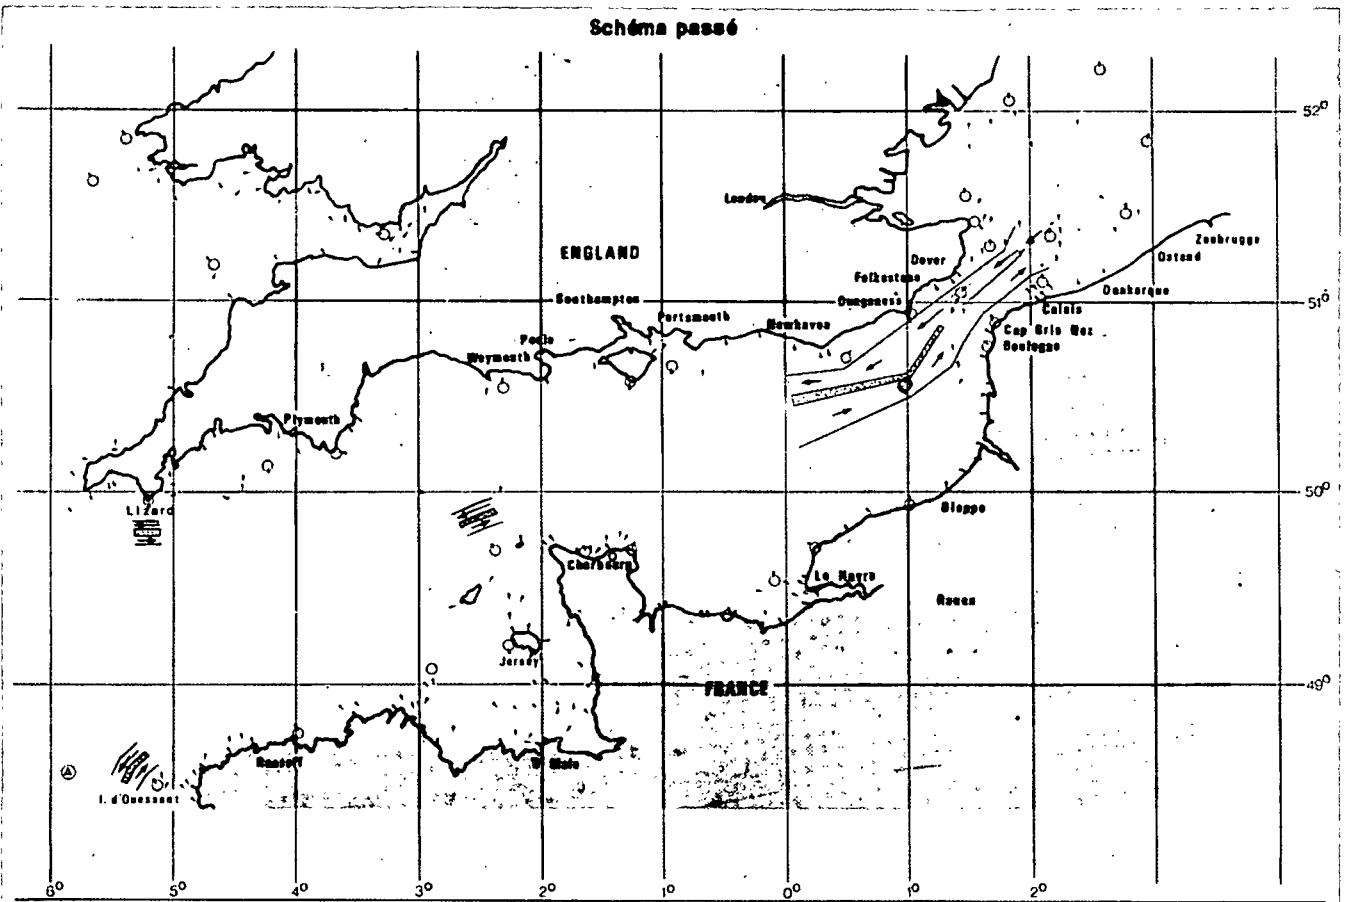 Schéma passé
52°
London
Zeebrugge
ENGLAND
Dover
Ostend
Folkestone
Dunkerque
Southampton
Dungeness
51°
Calais
Portsmouth
Newhaven
Cap Gris Nez
Poole
Boulogne
Weymouth
Plymouth
50°
Lizard
Dieppe
Cherbourg
Le Havre
Rouen
Jersey
FRANCE
49°
Roscoff
St Malo
A
I. d'Ouessant
6° 5° 4° 3° 2° 1° 0° 1° 2°